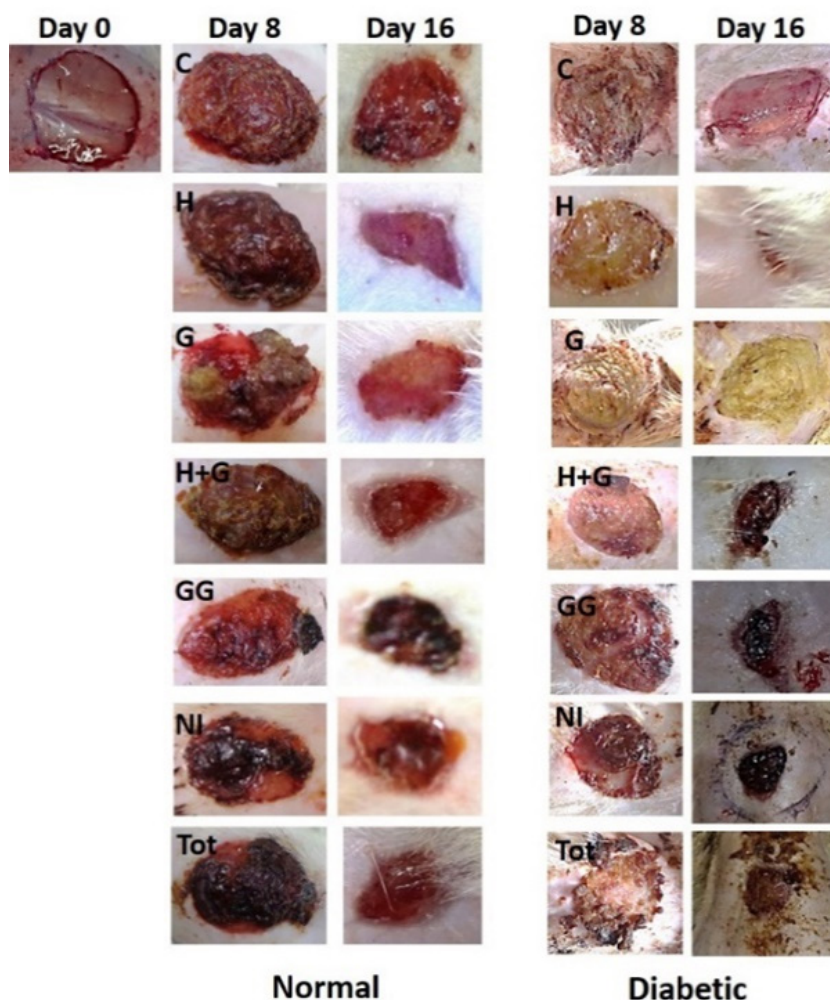 Day 0 Day 8 Day 16 Day 8 Day 16
C C
H H
G G
H+G H+G
GG GG
NI NI
Tot Tot
Normal Diabetic